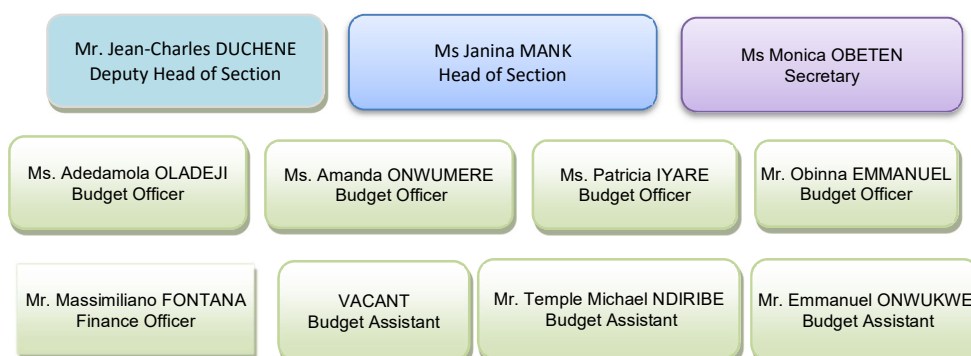 Mr. Jean-Charles DUCHENE
Deputy Head of Section
Ms Janina MANK
Head of Section
Ms Monica OBETEN
Secretary
Ms. Adedamola OLADEJI
Budget Officer
Ms. Amanda ONWUMERE
Budget Officer
Ms. Patricia IYARE
Budget Officer
Mr. Obinna EMMANUEL
Budget Officer
Mr. Massimiliano FONTANA
Finance Officer
VACANT
Budget Assistant
Mr. Temple Michael NDIRIBE
Budget Assistant
Mr. Emmanuel ONWUKWE
Budget Assistant